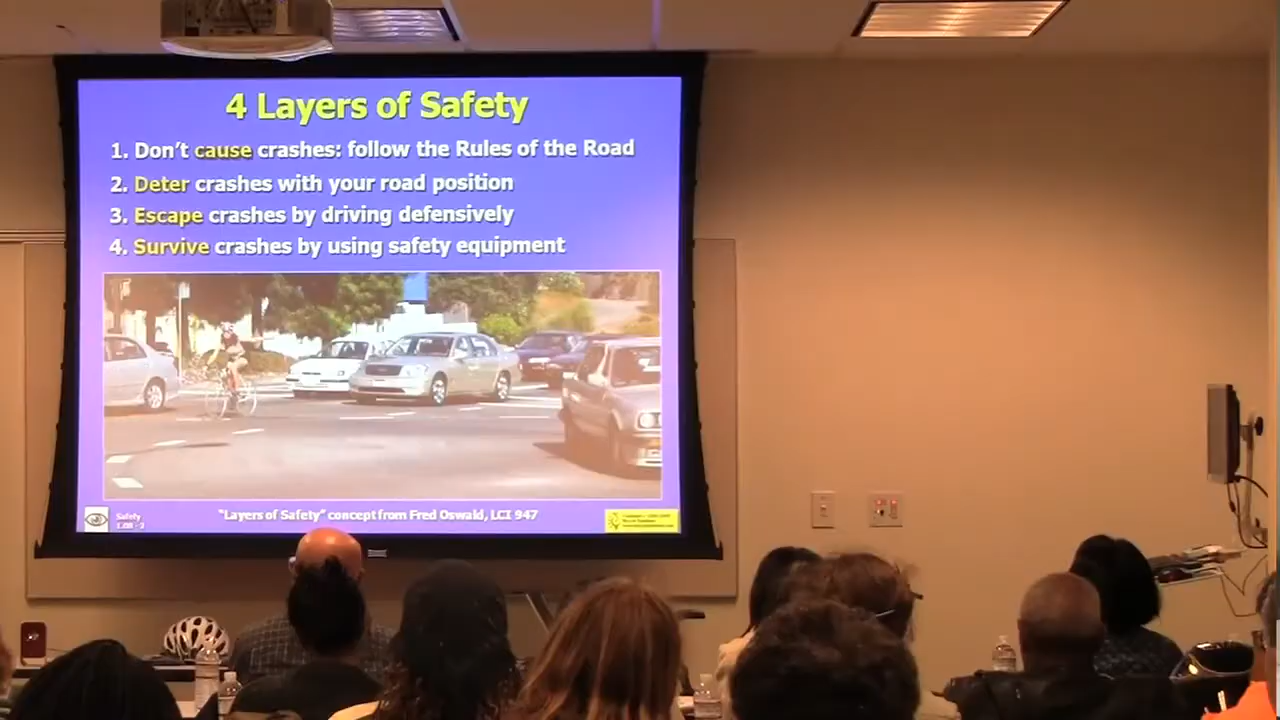 4 Layers of Safety
1. Don't cause crashes: follow the Rules of the Road
2. Deter crashes with your road position
3. Escape crashes by driving defensively
4. Survive crashes by using safety equipment
Safety
"Layers of Safety" concept from Fred Oswald, LCI 947